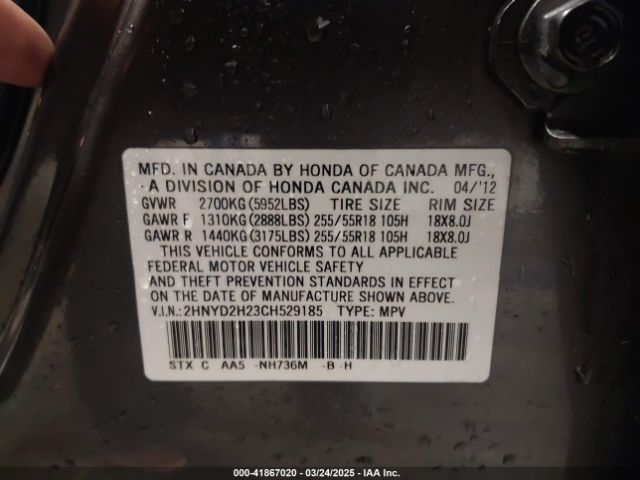 MFD. IN CANADA BY HONDA OF CANADA MFG.,
A DIVISION OF HONDA CANADA INC. 04/'12
GVWR 2700KG(5952LBS) TIRE SIZE RIM SIZE
GAWR F 1310KG(2888LBS) 255/55R18 105H 18X8.0J
GAWR R 1440KG(3175LBS) 255/55R18 105H 18X8.0J
THIS VEHICLE CONFORMS TO ALL APPLICABLE
FEDERAL MOTOR VEHICLE SAFETY
AND THEFT PREVENTION STANDARDS IN EFFECT
ON THE DATE OF MANUFACTURE SHOWN ABOVE.
V.I.N.:2HNYD2H23CH529185 TYPE: MPV
STX C AA5 -NH736M -B -H
000-41867020 - 03/24/2025 - IAA Inc.